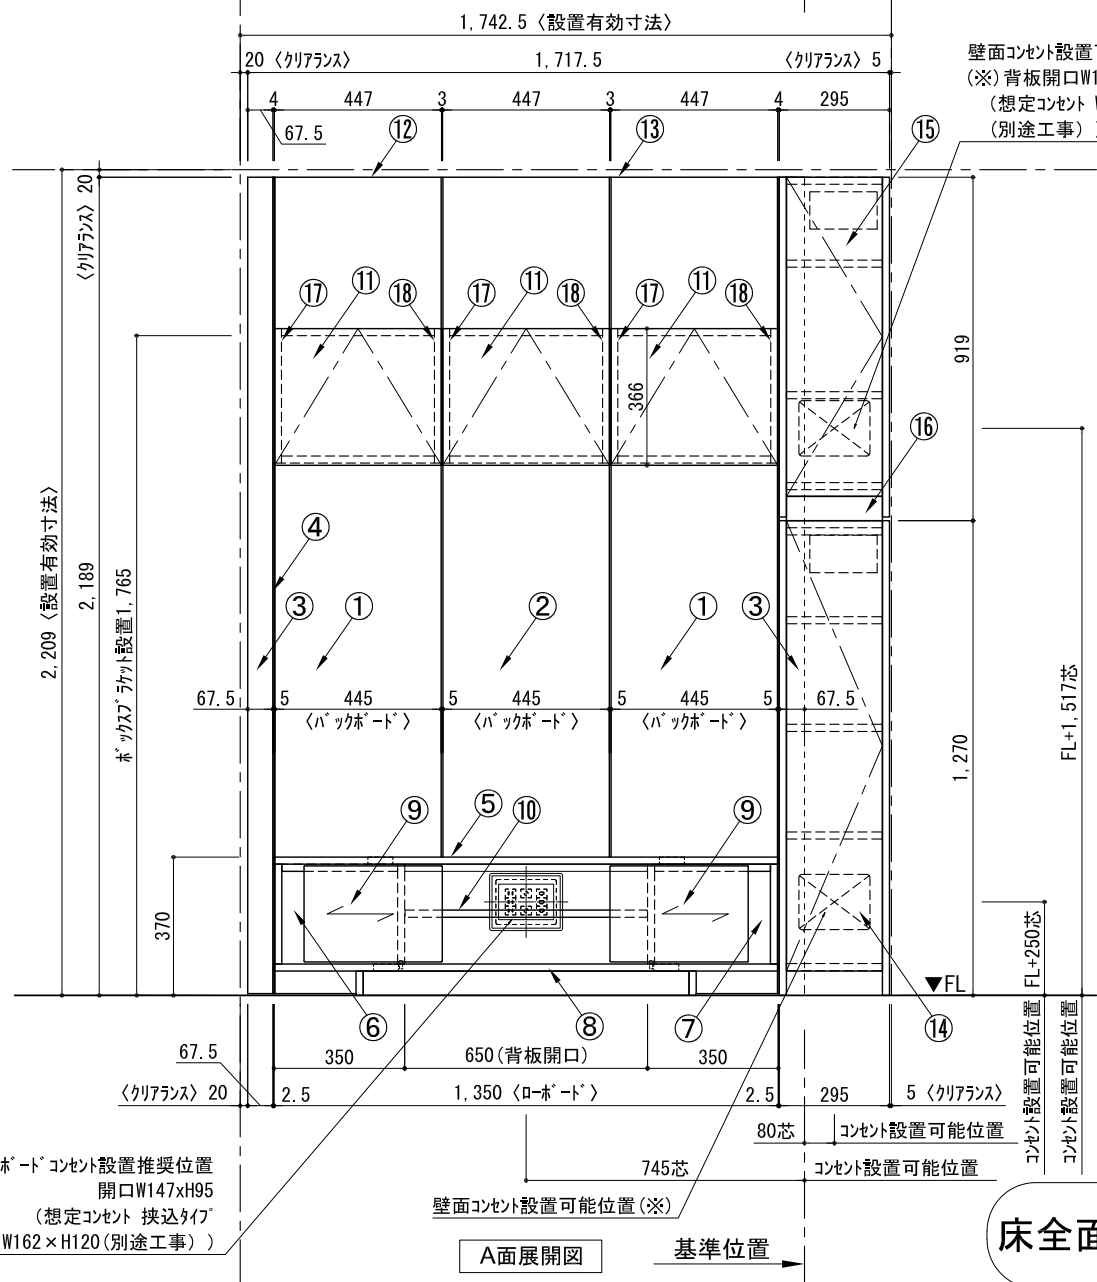 1,742.5〈設置有効寸法〉
20〈クリアランス〉
1,717.5
〈クリアランス〉5
4
447
3
447
3
447
4
295
67.5
⑫
⑬
⑮
壁面コンセント設置
(※)背板開口W1
(想定コンセント
(別途工事)
〈クリアランス〉20
⑰
⑪
⑱
⑰
⑪
⑱
⑰
⑪
⑱
366
919
⑯
2,209〈設置有効寸法〉
2,189
ボックスブラケット設置1,765
④
③
①
②
①
③
67.5
5
445
5
445
5
445
5
67.5
〈バックボード〉
〈バックボード〉
〈バックボード〉
1,270
FL+1,517芯
370
⑨
⑤
⑩
⑨
FL+250芯
▼FL
⑥
⑧
⑦
⑭
67.5
350
650(背板開口)
350
〈クリアランス〉20
2.5
1,350〈ローボード〉
2.5
295
5〈クリアランス〉
コンセント設置可能位置
コンセント設置可能位置
80芯
コンセント設置可能位置
745芯
コンセント設置可能位置
ボードコンセント設置推奨位置
開口W147xH95
(想定コンセント 挟込タイプ
W162×H120(別途工事))
壁面コンセント設置可能位置(※)
A面展開図
基準位置
床全面